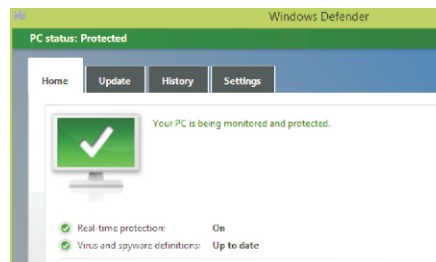 Windows Defender
PC status: Protected
Home Update History Settings
Your PC is being monitored and protected.
Real-time protection: On
Virus and spyware definitions: Up to date